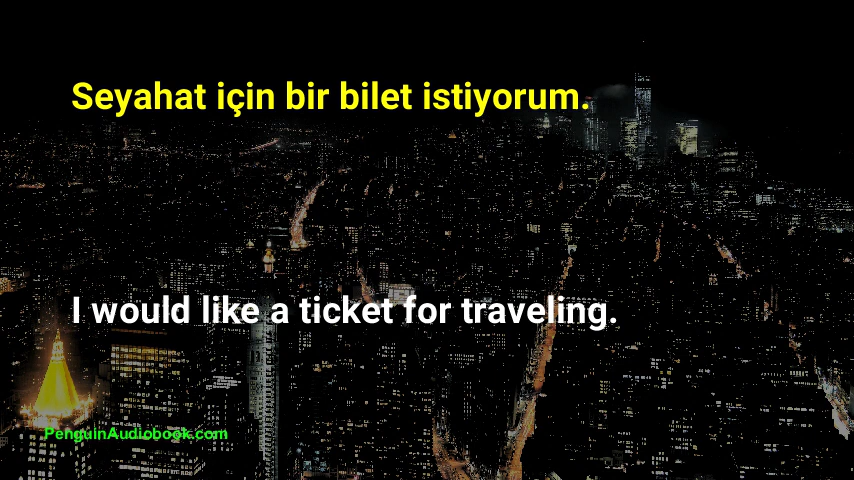 Seyahat için bir bilet istiyorum.
I would like a ticket for traveling.
PenguinAudiobook.com